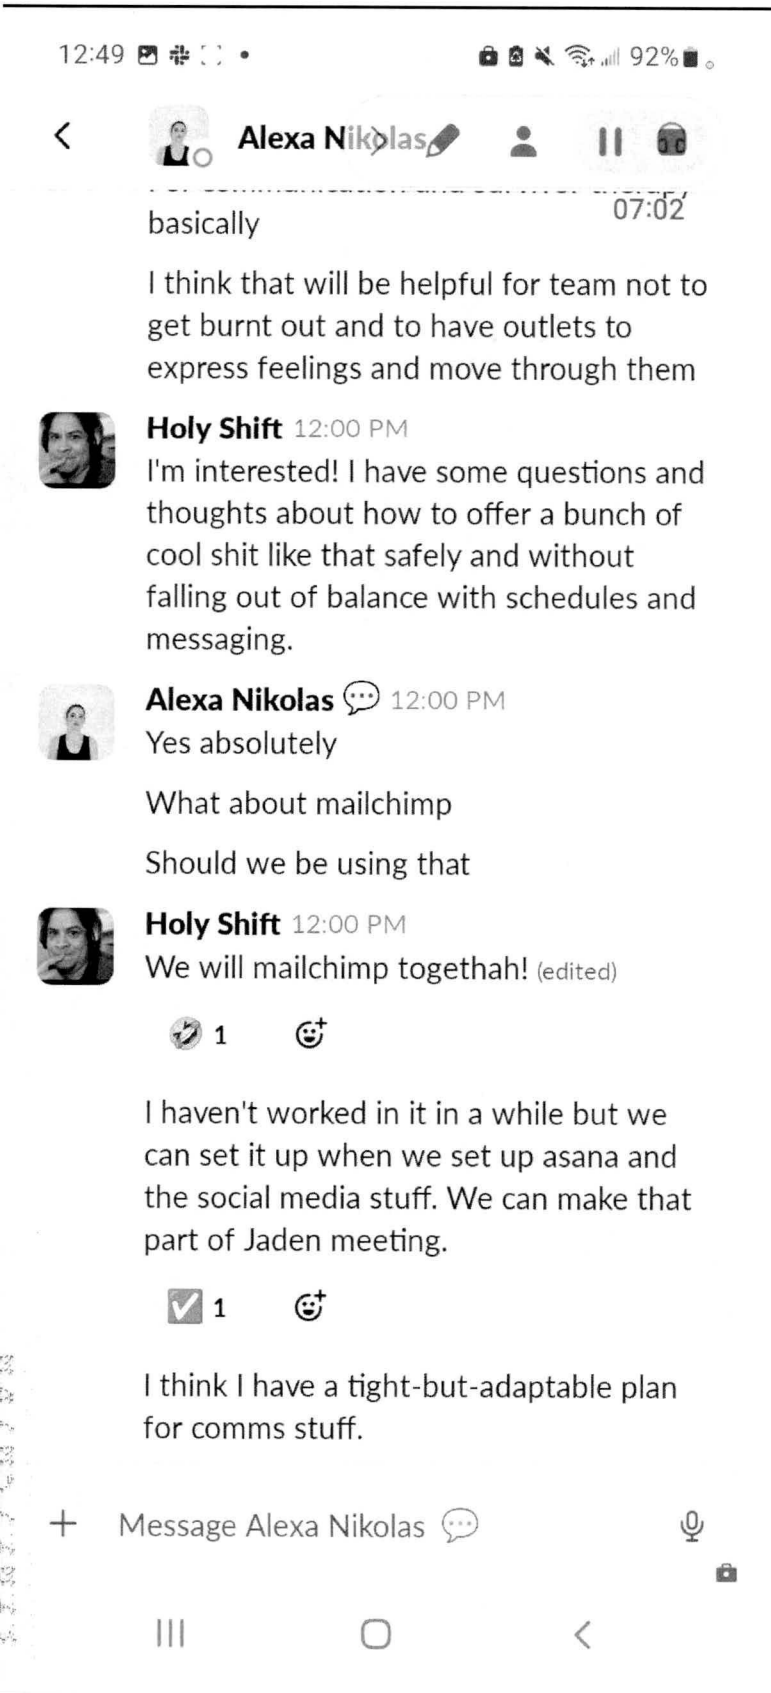 12:49 92%
Alexa Nikolas
07:02
basically
I think that will be helpful for team not to
get burnt out and to have outlets to
express feelings and move through them
Holy Shift 12:00 PM
I'm interested! I have some questions and
thoughts about how to offer a bunch of
cool shit like that safely and without
falling out of balance with schedules and
messaging.
Alexa Nikolas 💬 12:00 PM
Yes absolutely
What about mailchimp
Should we be using that
Holy Shift 12:00 PM
We will mailchimp togethah! (edited)
🤣 1
I haven't worked in it in a while but we
can set it up when we set up asana and
the social media stuff. We can make that
part of Jaden meeting.
✅ 1
I think I have a tight-but-adaptable plan
for comms stuff.
Message Alexa Nikolas 💬